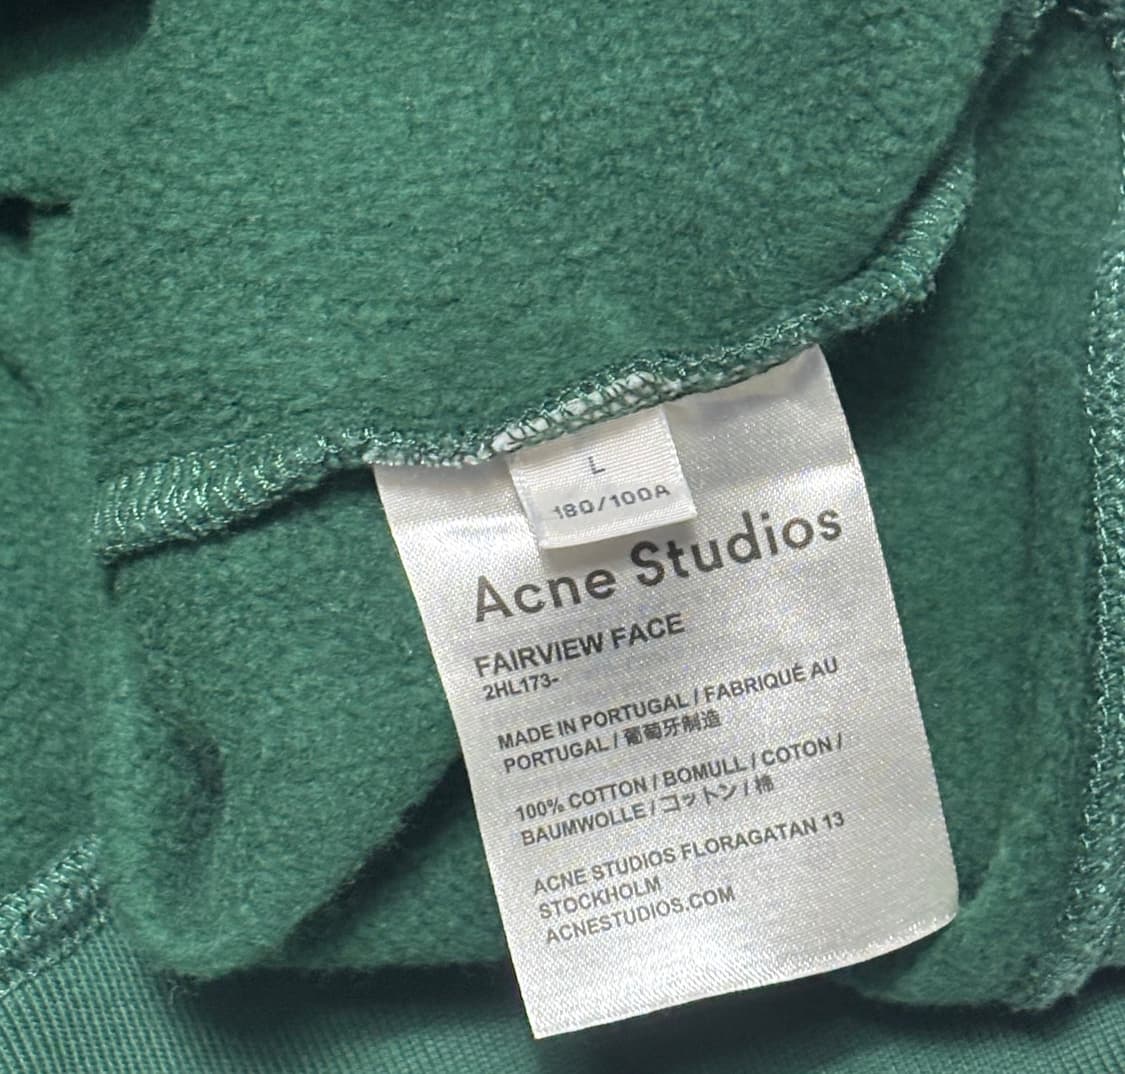 L
180/100A
Acne Studios
FAIRVIEW FACE
2HL173-
MADE IN PORTUGAL / FABRIQUÉ AU
PORTUGAL / 葡萄牙制造
100% COTTON / BOMULL / COTON /
BAUMWOLLE / コットン / 棉
ACNE STUDIOS FLORAGATAN 13
STOCKHOLM
ACNESTUDIOS.COM